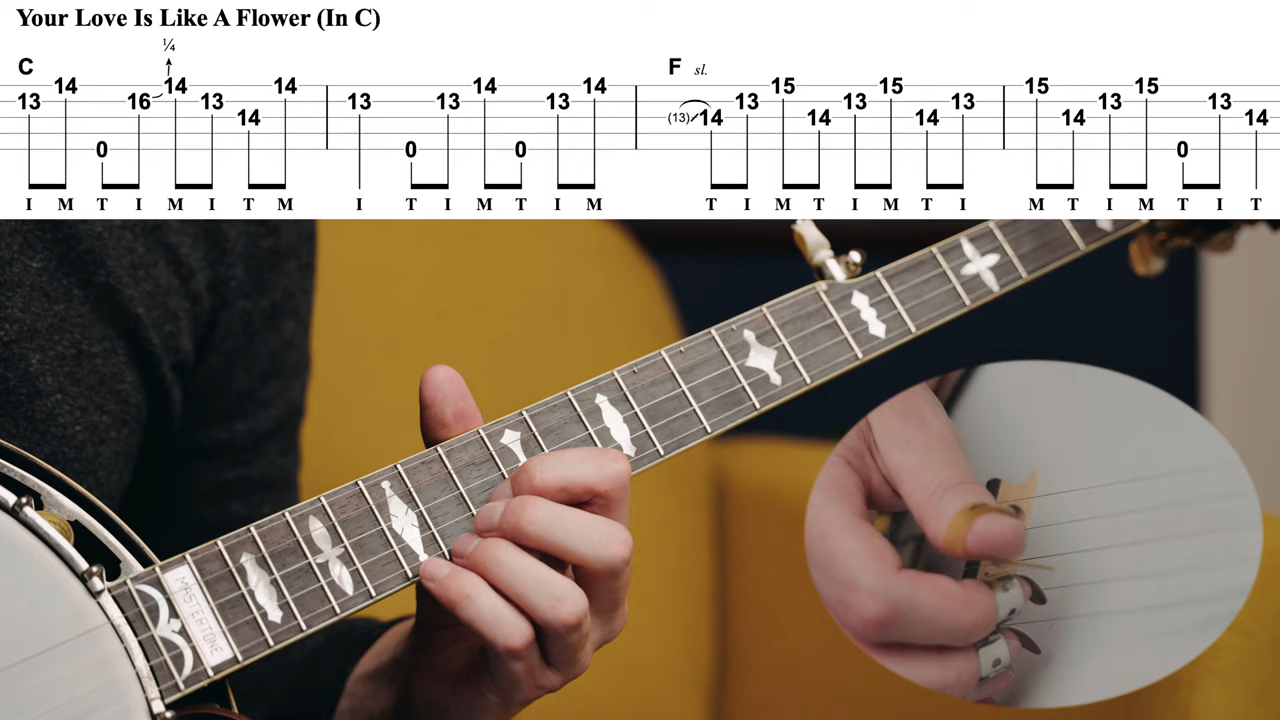 Your Love Is Like A Flower (In C)
¼
C F sl.
14 14 14 14 14 15 15 15 15
13 16 13 13 13 13 13 13 13 13 13
14 (13) 14 14 14 14 14
0 0 0 0
I M T I M I T M I T I M T I M T I M T I M T I M T I M T I T
MASTERTONE